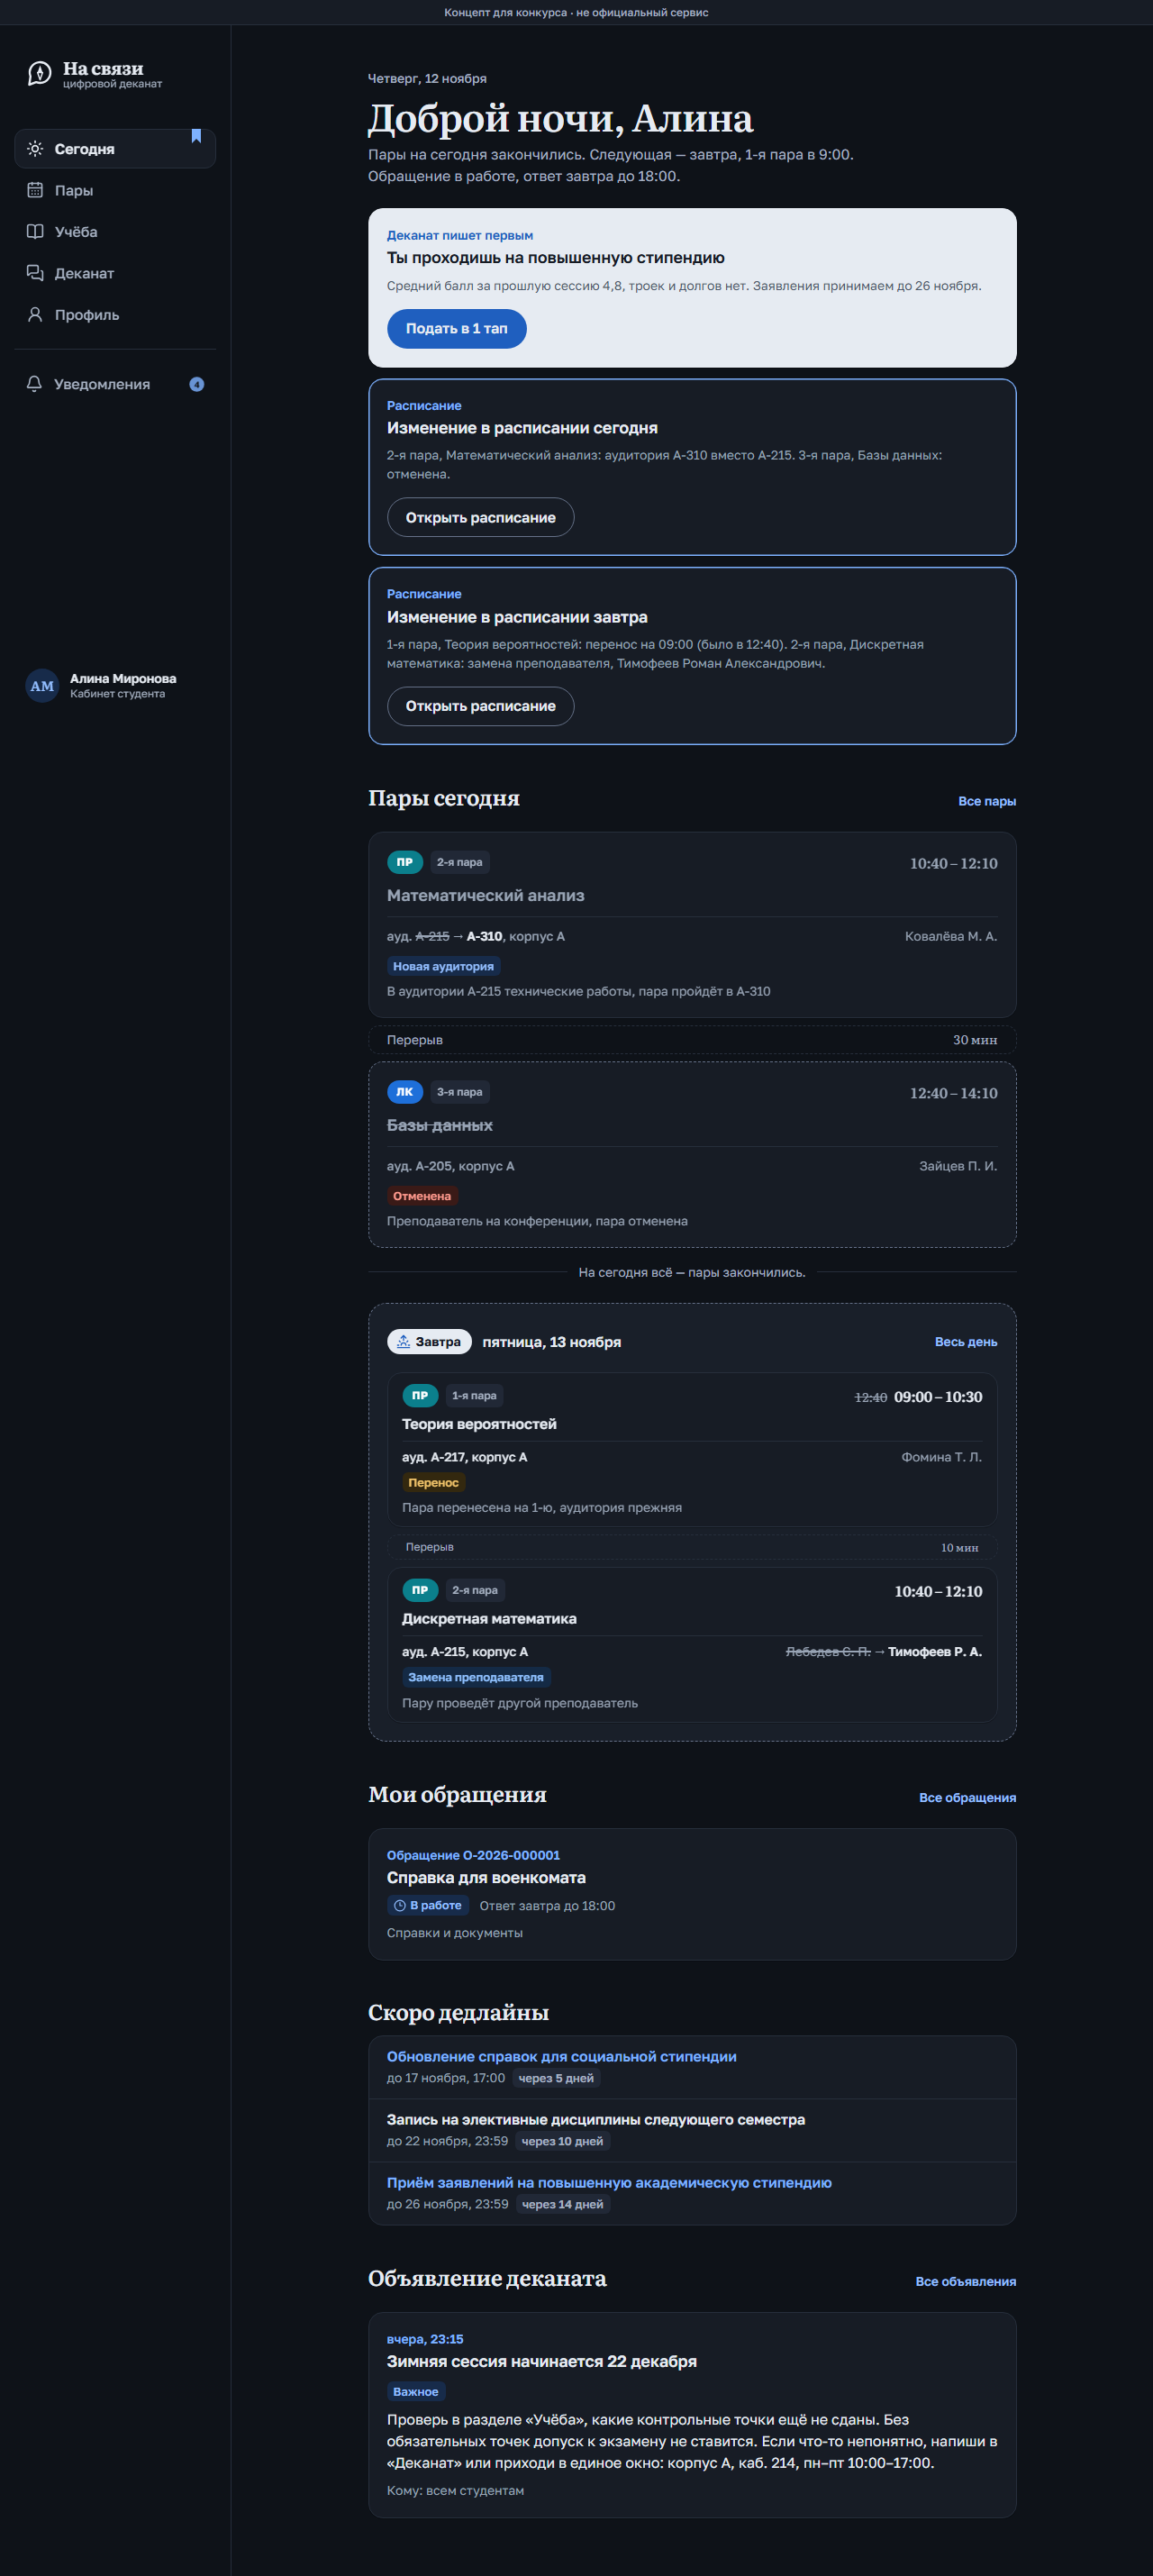 Концепт для конкурса · не официальный сервис
На связи
цифровой деканат
Сегодня
Пары
Учёба
Деканат
Профиль
Уведомления
4
АМ
Алина Миронова
Кабинет студента
Четверг, 12 ноября
Доброй ночи, Алина
Пары на сегодня закончились. Следующая — завтра, 1-я пара в 9:00.
Обращение в работе, ответ завтра до 18:00.
Деканат пишет первым
Ты проходишь на повышенную стипендию
Средний балл за прошлую сессию 4,8, троек и долгов нет. Заявления принимаем до 26 ноября.
Подать в 1 тап
Расписание
Изменение в расписании сегодня
2-я пара, Математический анализ: аудитория А-310 вместо А-215. 3-я пара, Базы данных:
отменена.
Открыть расписание
Расписание
Изменение в расписании завтра
1-я пара, Теория вероятностей: перенос на 09:00 (было в 12:40). 2-я пара, Дискретная
математика: замена преподавателя, Тимофеев Роман Александрович.
Открыть расписание
Пары сегодня
Все пары
ПР
2-я пара
10:40 – 12:10
Математический анализ
ауд. А-215 → А-310, корпус А
Ковалёва М. А.
Новая аудитория
В аудитории А-215 технические работы, пара пройдёт в А-310
Перерыв
30 мин
ЛК
3-я пара
12:40 – 14:10
Базы данных
ауд. А-205, корпус А
Зайцев П. И.
Отменена
Преподаватель на конференции, пара отменена
На сегодня всё — пары закончились.
Завтра
пятница, 13 ноября
Весь день
ПР
1-я пара
12:40 09:00 – 10:30
Теория вероятностей
ауд. А-217, корпус А
Фомина Т. Л.
Перенос
Пара перенесена на 1-ю, аудитория прежняя
Перерыв
10 мин
ПР
2-я пара
10:40 – 12:10
Дискретная математика
ауд. А-215, корпус А
Лебедев С. П. → Тимофеев Р. А.
Замена преподавателя
Пару проведёт другой преподаватель
Мои обращения
Все обращения
Обращение О-2026-000001
Справка для военкомата
В работе
Ответ завтра до 18:00
Справки и документы
Скоро дедлайны
Обновление справок для социальной стипендии
до 17 ноября, 17:00 через 5 дней
Запись на элективные дисциплины следующего семестра
до 22 ноября, 23:59 через 10 дней
Приём заявлений на повышенную академическую стипендию
до 26 ноября, 23:59 через 14 дней
Объявление деканата
Все объявления
вчера, 23:15
Зимняя сессия начинается 22 декабря
Важное
Проверь в разделе «Учёба», какие контрольные точки ещё не сданы. Без
обязательных точек допуск к экзамену не ставится. Если что-то непонятно, напиши в
«Деканат» или приходи в единое окно: корпус А, каб. 214, пн–пт 10:00–17:00.
Кому: всем студентам